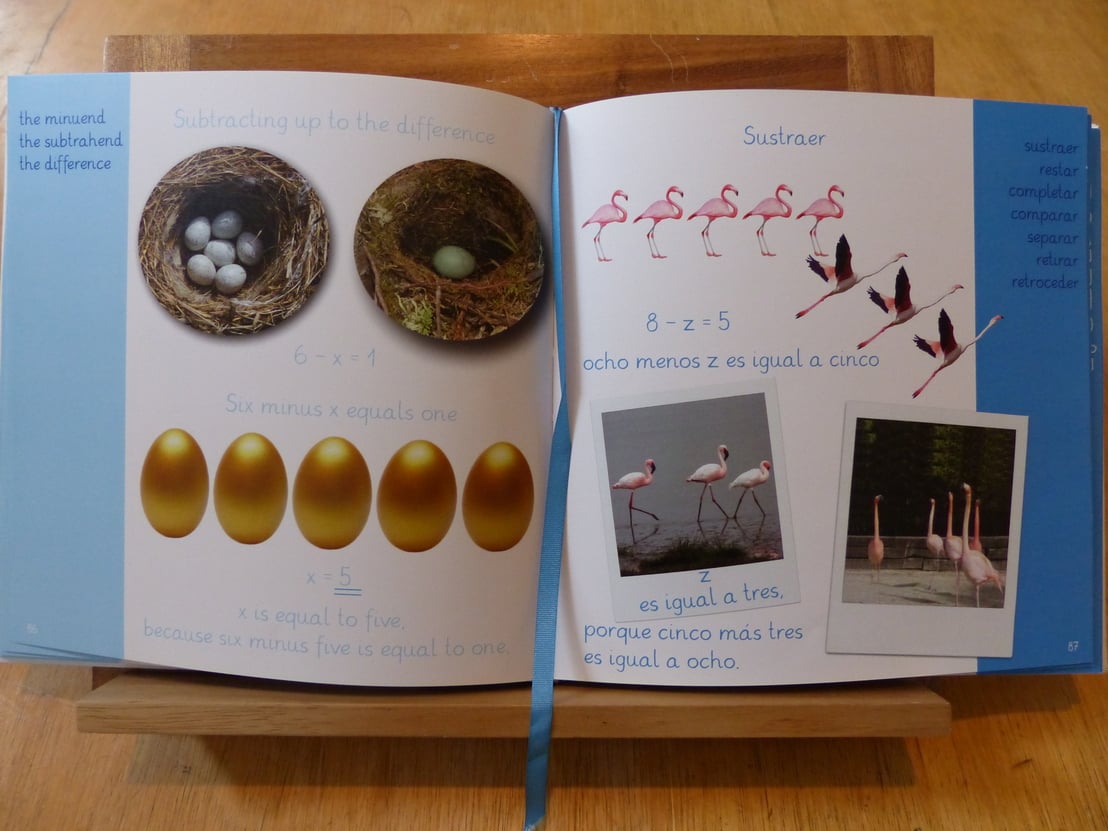 the minuend
the subtrahend
the difference
Subtracting up to the difference
6 - x = 1
Six minus x equals one
x = 5
x is equal to five,
because six minus five is equal to one.
86
Sustraer
8 - z = 5
ocho menos z es igual a cinco
z
es igual a tres,
porque cinco más tres
es igual a ocho.
sustraer
restar
completar
comparar
separar
retirar
retroceder
87